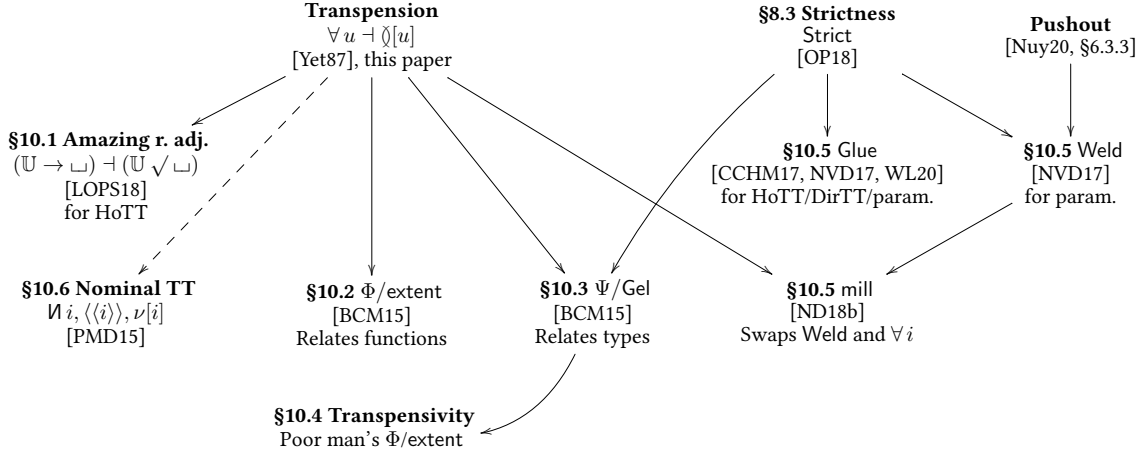 Transpension
∀ u ⊣ ≬[u]
[Yet87], this paper
§8.3 Strictness
Strict
[OP18]
Pushout
[Nuy20, §6.3.3]
§10.1 Amazing r. adj.
(𝕌 → ␣) ⊣ (𝕌 √ ␣)
[LOPS18]
for HoTT
§10.5 Glue
[CCHM17, NVD17, WL20]
for HoTT/DirTT/param.
§10.5 Weld
[NVD17]
for param.
§10.6 Nominal TT
И i, ⟨⟨i⟩⟩, ν[i]
[PMD15]
§10.2 Φ/extent
[BCM15]
Relates functions
§10.3 Ψ/Gel
[BCM15]
Relates types
§10.5 mill
[ND18b]
Swaps Weld and ∀ i
§10.4 Transpensivity
Poor man's Φ/extent